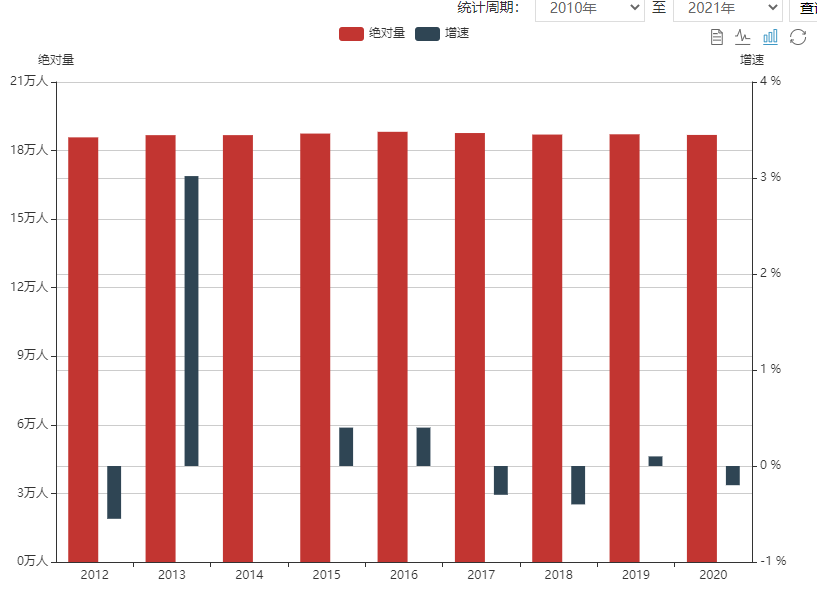 统计周期： 2010年 至 2021年 查
绝对量 增速
绝对量 增速
21万人 4 %
18万人
3 %
15万人
12万人 2 %
9万人
1 %
6万人
0 %
3万人
0万人 -1 %
2012 2013 2014 2015 2016 2017 2018 2019 2020